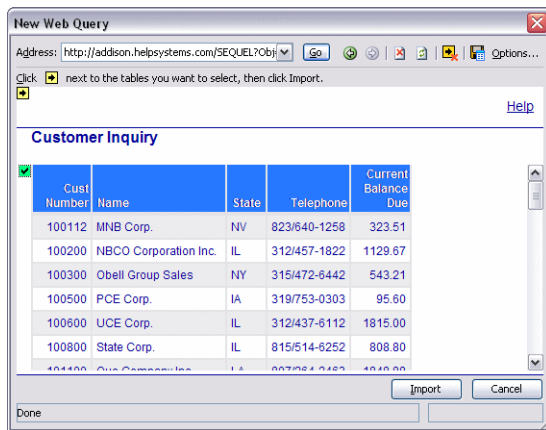 New Web Query
Address: http://addison.helpsystems.com/SEQUEL?Obj Go Options...
Click next to the tables you want to select, then click Import.
Help
Customer Inquiry
Cust Number Name State Telephone Current Balance Due
100112 MNB Corp. NV 823/640-1258 323.51
100200 NBCO Corporation Inc. IL 312/457-1822 1129.67
100300 Obell Group Sales NY 315/472-6442 543.21
100500 PCE Corp. IA 319/753-0303 95.60
100600 UCE Corp. IL 312/437-6112 1815.00
100800 State Corp. IL 815/514-6252 808.80
Import Cancel
Done